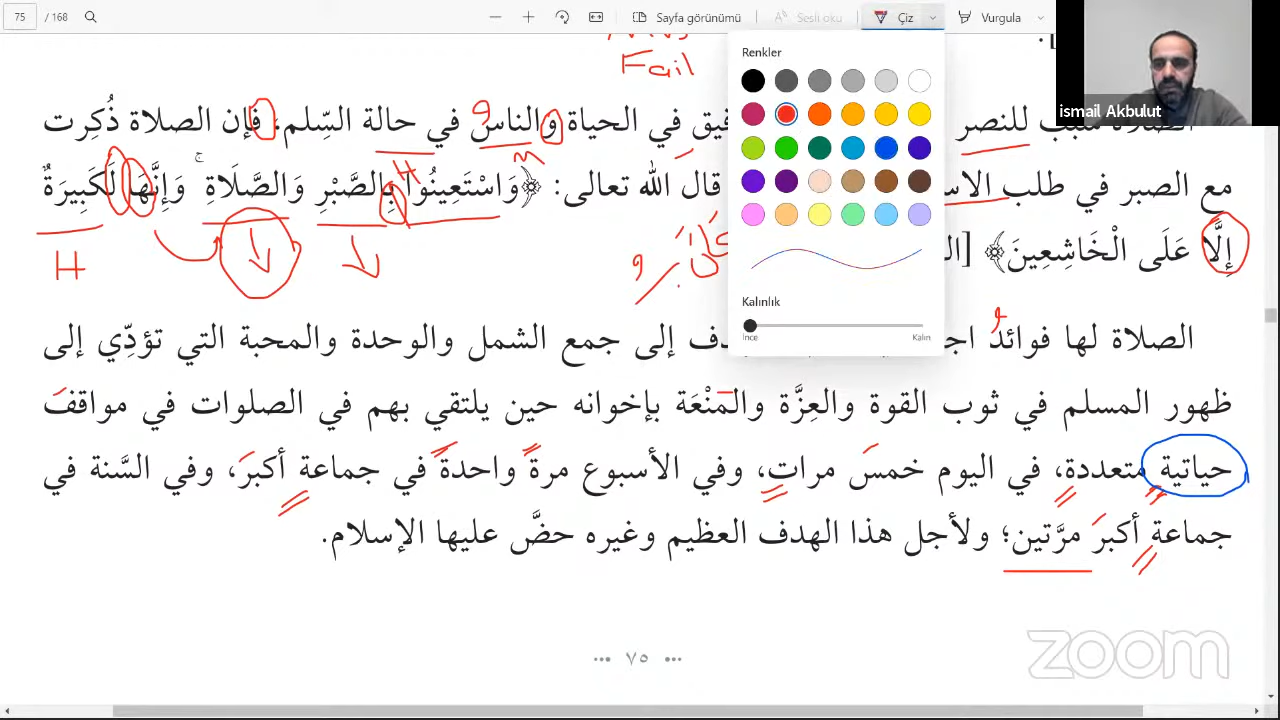 75 / 168 Sayfa görünümü Sesli oku Çiz Vurgula
Fail
Renkler
Kalınlık
İnce Kalın
ismail Akbulut
للنصر فيق في الحياة والناس في حالة السِّلم؛ فإن الصلاة ذُكِرت
مع الصبر في طلب قال الله تعالى: ﴿وَاسْتَعِينُوا بِالصَّبْرِ وَالصَّلَاةِ ۚ وَإِنَّهَا لَكَبِيرَةٌ
إِلَّا عَلَى الْخَاشِعِينَ﴾
الصلاة لها فوائد إلى جمع الشمل والوحدة والمحبة التي تؤدِّي إلى
ظهور المسلم في ثوب القوة والعِزَّة والمنْعَة بإخوانه حين يلتقي بهم في الصلوات في مواقف
حياتية متعددة، في اليوم خمس مرات، وفي الأسبوع مرة واحدة في جماعة أكبر، وفي السَّنة في
جماعة أكبر مرَّتين؛ ولأجل هذا الهدف العظيم وغيره حضَّ عليها الإسلام.
••• ٧٥ •••
zoom